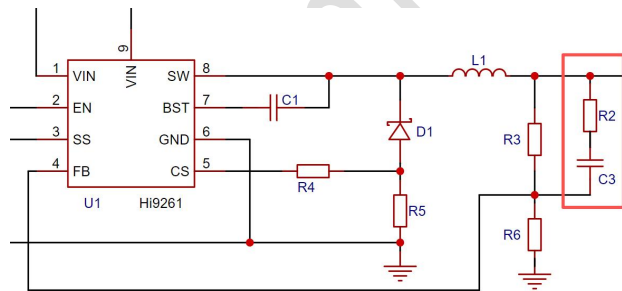 9
VIN
1 VIN SW 8
2 EN BST 7
3 SS GND 6
4 FB CS 5
U1 Hi9261
C1
D1
R4
R5
L1
R3
R2
C3
R6